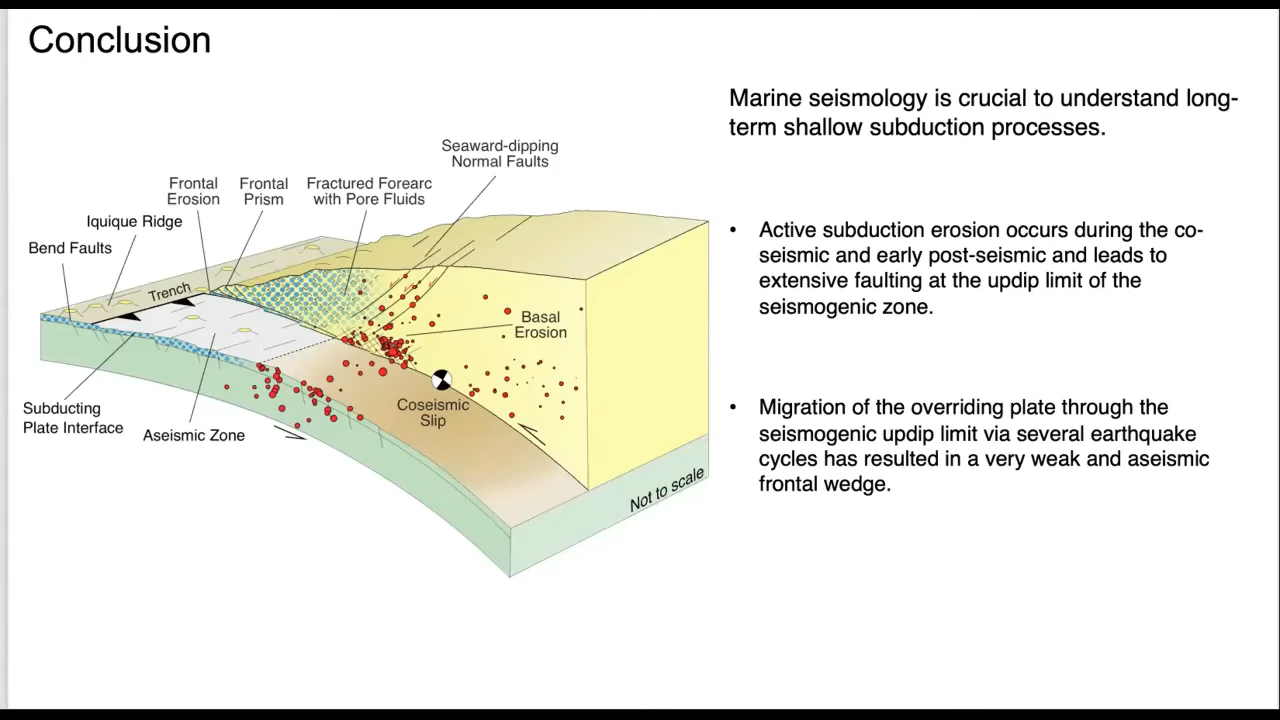 Conclusion
Marine seismology is crucial to understand long-
term shallow subduction processes.
Seaward-dipping
Normal Faults
Frontal
Erosion
Frontal
Prism
Fractured Forearc
with Pore Fluids
Iquique Ridge
Bend Faults
Trench
Basal
Erosion
Coseismic
Slip
Subducting
Plate Interface
Aseismic Zone
Not to scale
• Active subduction erosion occurs during the co-
seismic and early post-seismic and leads to
extensive faulting at the updip limit of the
seismogenic zone.
• Migration of the overriding plate through the
seismogenic updip limit via several earthquake
cycles has resulted in a very weak and aseismic
frontal wedge.